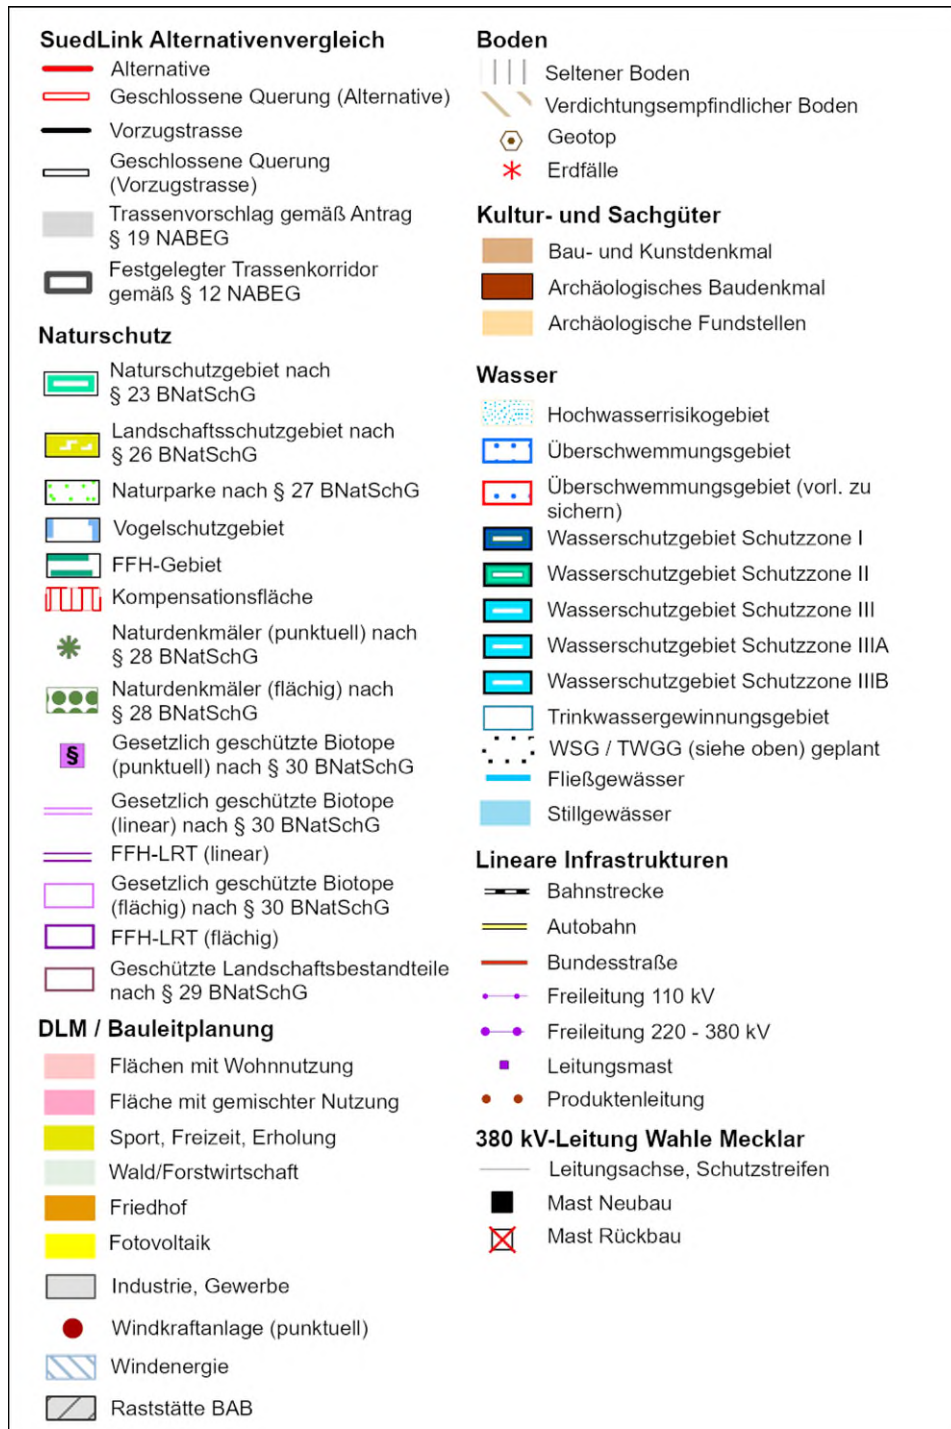 SuedLink Alternativenvergleich
Alternative
Geschlossene Querung (Alternative)
Vorzugstrasse
Geschlossene Querung
(Vorzugstrasse)
Trassenvorschlag gemäß Antrag
§ 19 NABEG
Festgelegter Trassenkorridor
gemäß § 12 NABEG
Naturschutz
Naturschutzgebiet nach
§ 23 BNatSchG
Landschaftsschutzgebiet nach
§ 26 BNatSchG
Naturparke nach § 27 BNatSchG
Vogelschutzgebiet
FFH-Gebiet
Kompensationsfläche
Naturdenkmäler (punktuell) nach
§ 28 BNatSchG
Naturdenkmäler (flächig) nach
§ 28 BNatSchG
§
Gesetzlich geschützte Biotope
(punktuell) nach § 30 BNatSchG
Gesetzlich geschützte Biotope
(linear) nach § 30 BNatSchG
FFH-LRT (linear)
Gesetzlich geschützte Biotope
(flächig) nach § 30 BNatSchG
FFH-LRT (flächig)
Geschützte Landschaftsbestandteile
nach § 29 BNatSchG
DLM / Bauleitplanung
Flächen mit Wohnnutzung
Fläche mit gemischter Nutzung
Sport, Freizeit, Erholung
Wald/Forstwirtschaft
Friedhof
Fotovoltaik
Industrie, Gewerbe
Windkraftanlage (punktuell)
Windenergie
Raststätte BAB
Boden
Seltener Boden
Verdichtungsempfindlicher Boden
Geotop
Erdfälle
Kultur- und Sachgüter
Bau- und Kunstdenkmal
Archäologisches Baudenkmal
Archäologische Fundstellen
Wasser
Hochwasserrisikogebiet
Überschwemmungsgebiet
Überschwemmungsgebiet (vorl. zu
sichern)
Wasserschutzgebiet Schutzzone I
Wasserschutzgebiet Schutzzone II
Wasserschutzgebiet Schutzzone III
Wasserschutzgebiet Schutzzone IIIA
Wasserschutzgebiet Schutzzone IIIB
Trinkwassergewinnungsgebiet
WSG / TWGG (siehe oben) geplant
Fließgewässer
Stillgewässer
Lineare Infrastrukturen
Bahnstrecke
Autobahn
Bundesstraße
Freileitung 110 kV
Freileitung 220 - 380 kV
Leitungsmast
Produktenleitung
380 kV-Leitung Wahle Mecklar
Leitungsachse, Schutzstreifen
Mast Neubau
Mast Rückbau